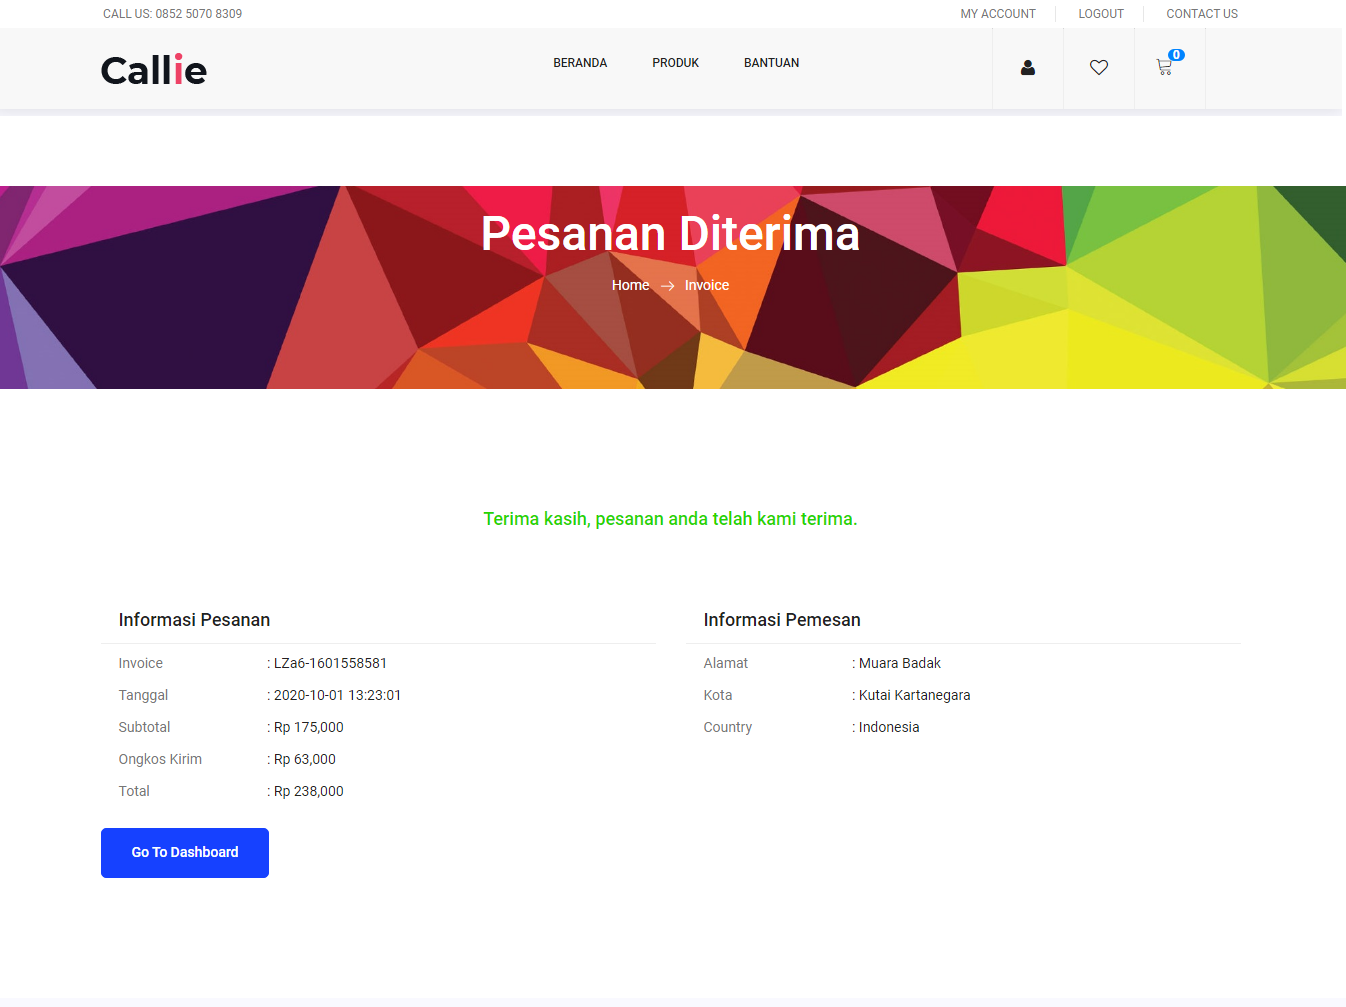 CALL US: 0852 5070 8309
MY ACCOUNT
LOGOUT
CONTACT US
Callie
BERANDA
PRODUK
BANTUAN
0
Pesanan Diterima
Home → Invoice
Terima kasih, pesanan anda telah kami terima.
Informasi Pesanan
Invoice : LZa6-1601558581
Tanggal : 2020-10-01 13:23:01
Subtotal : Rp 175,000
Ongkos Kirim : Rp 63,000
Total : Rp 238,000
Informasi Pemesan
Alamat : Muara Badak
Kota : Kutai Kartanegara
Country : Indonesia
Go To Dashboard